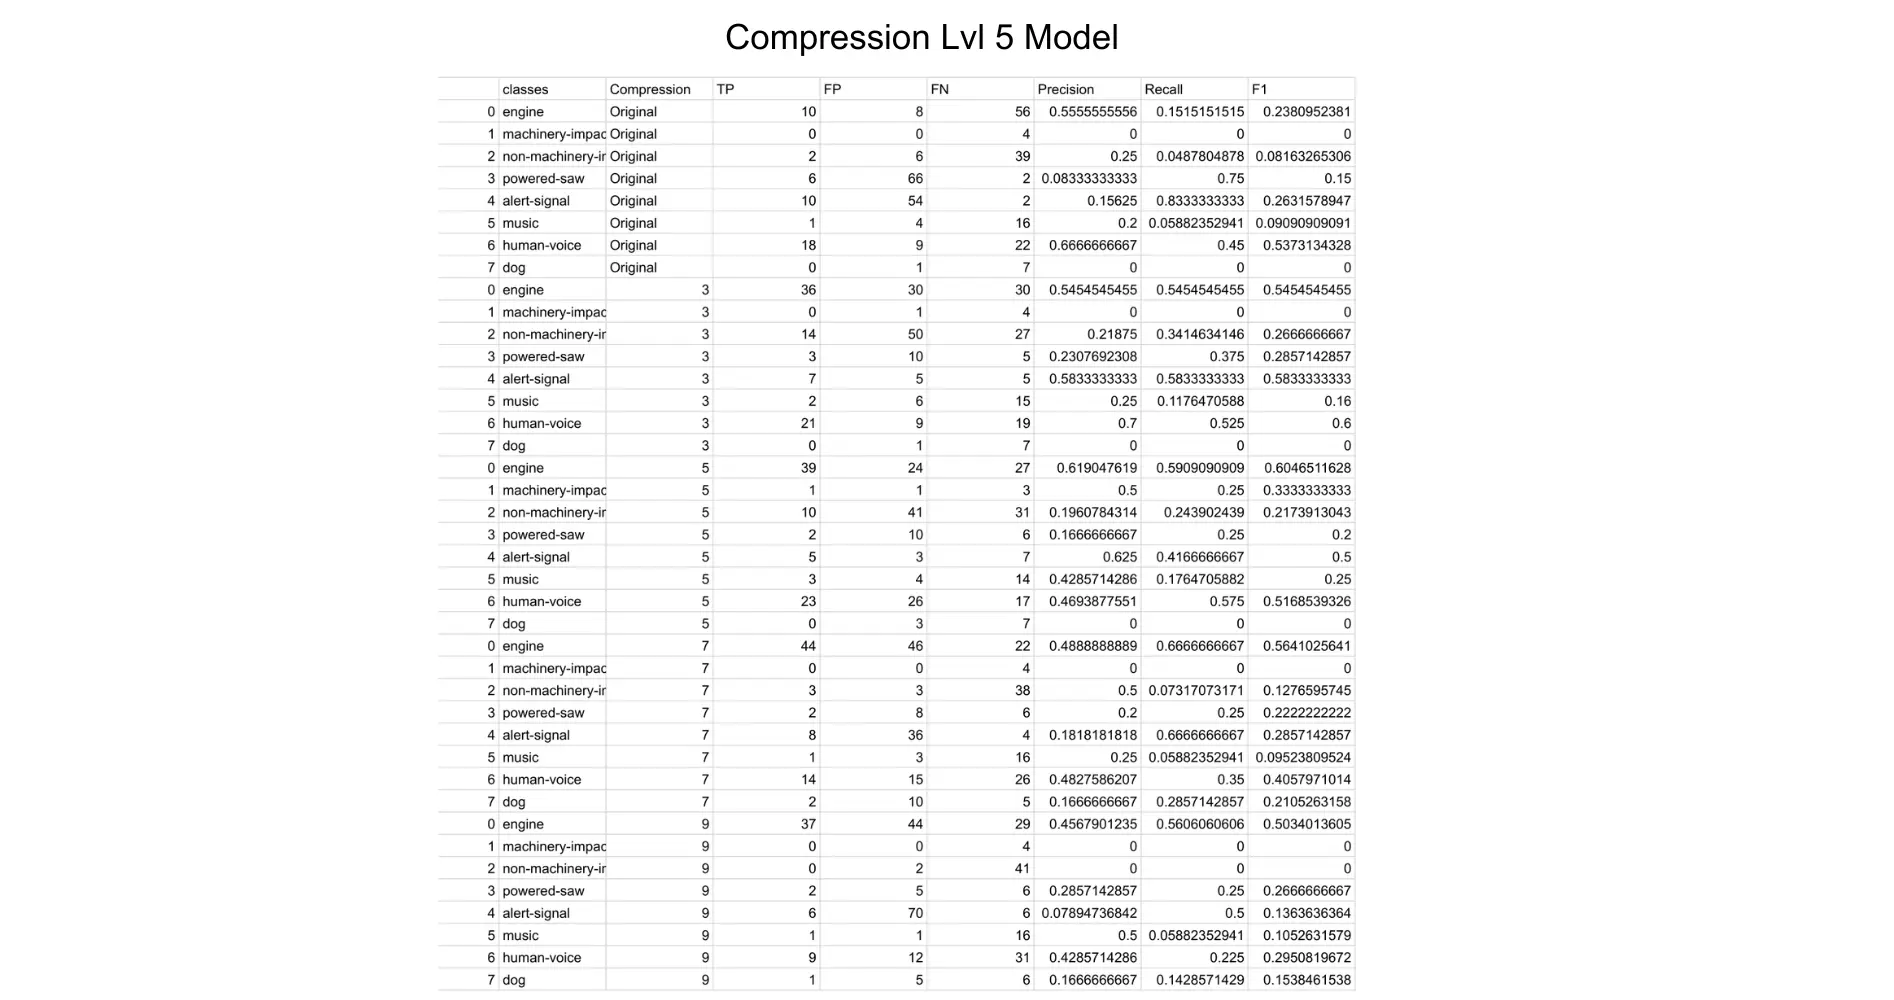 Compression Lvl 5 Model
classes Compression TP FP FN Precision Recall F1
0 engine Original 10 8 56 0.5555555556 0.1515151515 0.2380952381
1 machinery-impac Original 0 0 4 0 0 0
2 non-machinery-ir Original 2 6 39 0.25 0.0487804878 0.08163265306
3 powered-saw Original 6 66 2 0.08333333333 0.75 0.15
4 alert-signal Original 10 54 2 0.15625 0.8333333333 0.2631578947
5 music Original 1 4 16 0.2 0.05882352941 0.09090909091
6 human-voice Original 18 9 22 0.6666666667 0.45 0.5373134328
7 dog Original 0 1 7 0 0 0
0 engine 3 36 30 30 0.5454545455 0.5454545455 0.5454545455
1 machinery-impac 3 0 1 4 0 0 0
2 non-machinery-ir 3 14 50 27 0.21875 0.3414634146 0.2666666667
3 powered-saw 3 3 10 5 0.2307692308 0.375 0.2857142857
4 alert-signal 3 7 5 5 0.5833333333 0.5833333333 0.5833333333
5 music 3 2 6 15 0.25 0.1176470588 0.16
6 human-voice 3 21 9 19 0.7 0.525 0.6
7 dog 3 0 1 7 0 0 0
0 engine 5 39 24 27 0.619047619 0.5909090909 0.6046511628
1 machinery-impac 5 1 1 3 0.5 0.25 0.3333333333
2 non-machinery-ir 5 10 41 31 0.1960784314 0.243902439 0.2173913043
3 powered-saw 5 2 10 6 0.1666666667 0.25 0.2
4 alert-signal 5 5 3 7 0.625 0.4166666667 0.5
5 music 5 3 4 14 0.4285714286 0.1764705882 0.25
6 human-voice 5 23 26 17 0.4693877551 0.575 0.5168539326
7 dog 5 0 3 7 0 0 0
0 engine 7 44 46 22 0.4888888889 0.6666666667 0.5641025641
1 machinery-impac 7 0 0 4 0 0 0
2 non-machinery-ir 7 3 3 38 0.5 0.07317073171 0.1276595745
3 powered-saw 7 2 8 6 0.2 0.25 0.2222222222
4 alert-signal 7 8 36 4 0.1818181818 0.6666666667 0.2857142857
5 music 7 1 3 16 0.25 0.05882352941 0.09523809524
6 human-voice 7 14 15 26 0.4827586207 0.35 0.4057971014
7 dog 7 2 10 5 0.1666666667 0.2857142857 0.2105263158
0 engine 9 37 44 29 0.4567901235 0.5606060606 0.5034013605
1 machinery-impac 9 0 0 4 0 0 0
2 non-machinery-ir 9 0 2 41 0 0 0
3 powered-saw 9 2 5 6 0.2857142857 0.25 0.2666666667
4 alert-signal 9 6 70 6 0.07894736842 0.5 0.1363636364
5 music 9 1 1 16 0.5 0.05882352941 0.1052631579
6 human-voice 9 9 12 31 0.4285714286 0.225 0.2950819672
7 dog 9 1 5 6 0.1666666667 0.1428571429 0.1538461538